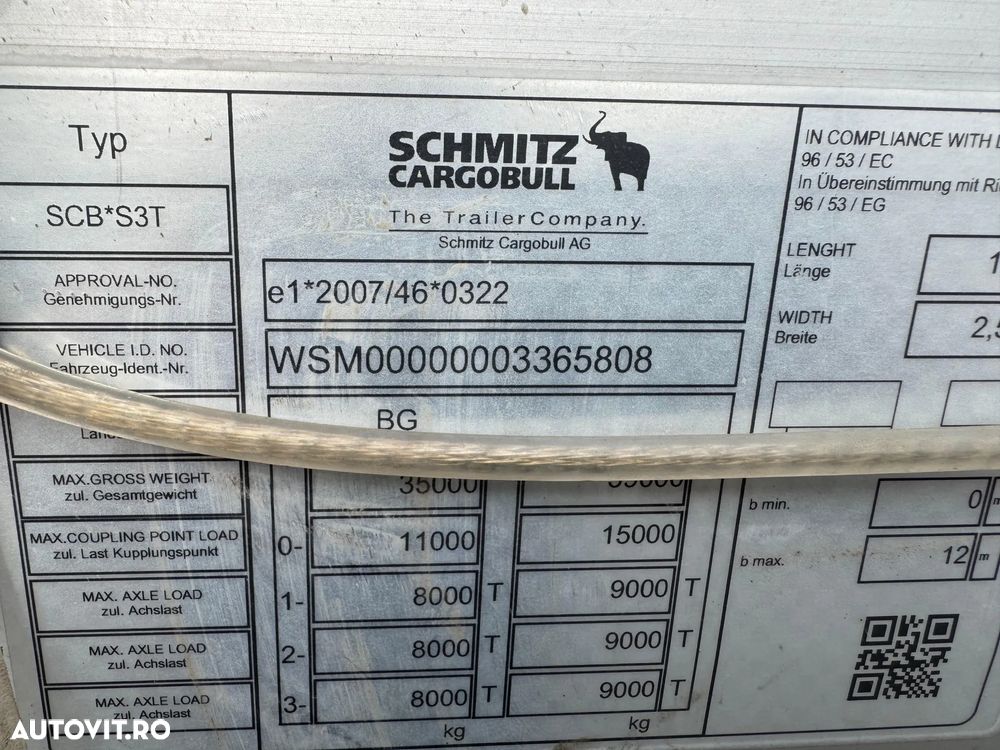 Typ
SCB*S3T
APPROVAL-NO.
Genehmigungs-Nr.
VEHICLE I.D. NO.
Fahrzeug-Ident.-Nr.
MAX.GROSS WEIGHT
zul. Gesamtgewicht
MAX.COUPLING POINT LOAD
zul. Last Kupplungspunkt
MAX. AXLE LOAD
zul. Achslast
MAX. AXLE LOAD
zul. Achslast
MAX. AXLE LOAD
zul. Achslast
SCHMITZ
CARGOBULL
The TrailerCompany.
Schmitz Cargobull AG
e1*2007/46*0322
WSM00000003365808
BG
35000 39000
0- 11000 15000
1- 8000 T 9000 T
2- 8000 T 9000 T
3- 8000 T 9000 T
kg kg
IN COMPLIANCE WITH
96 / 53 / EC
In Übereinstimmung mit
96 / 53 / EG
LENGHT
Länge
WIDTH
Breite
b min. 0 m
b max. 12 m
AUTOVIT.RO